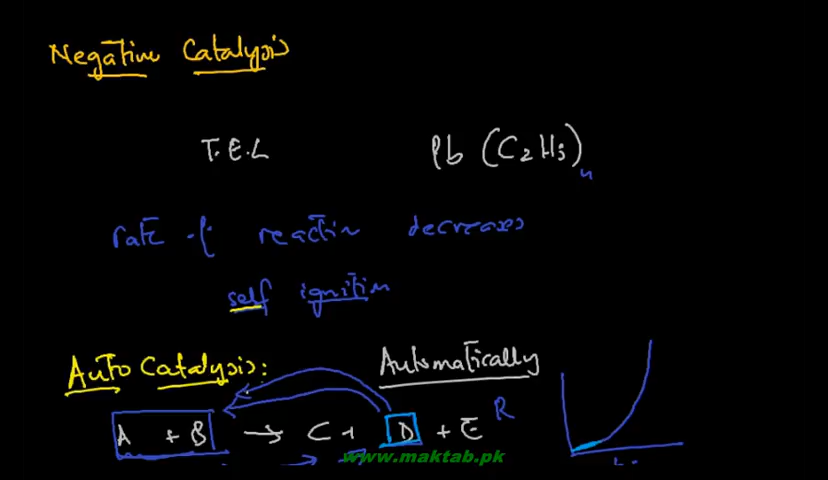 Negative Catalysis
T.E.L Pb (C2H5)4
rate of reaction decreases
self ignition
Auto Catalysis: Automatically
A + B → C + D + E R
www.maktab.pk